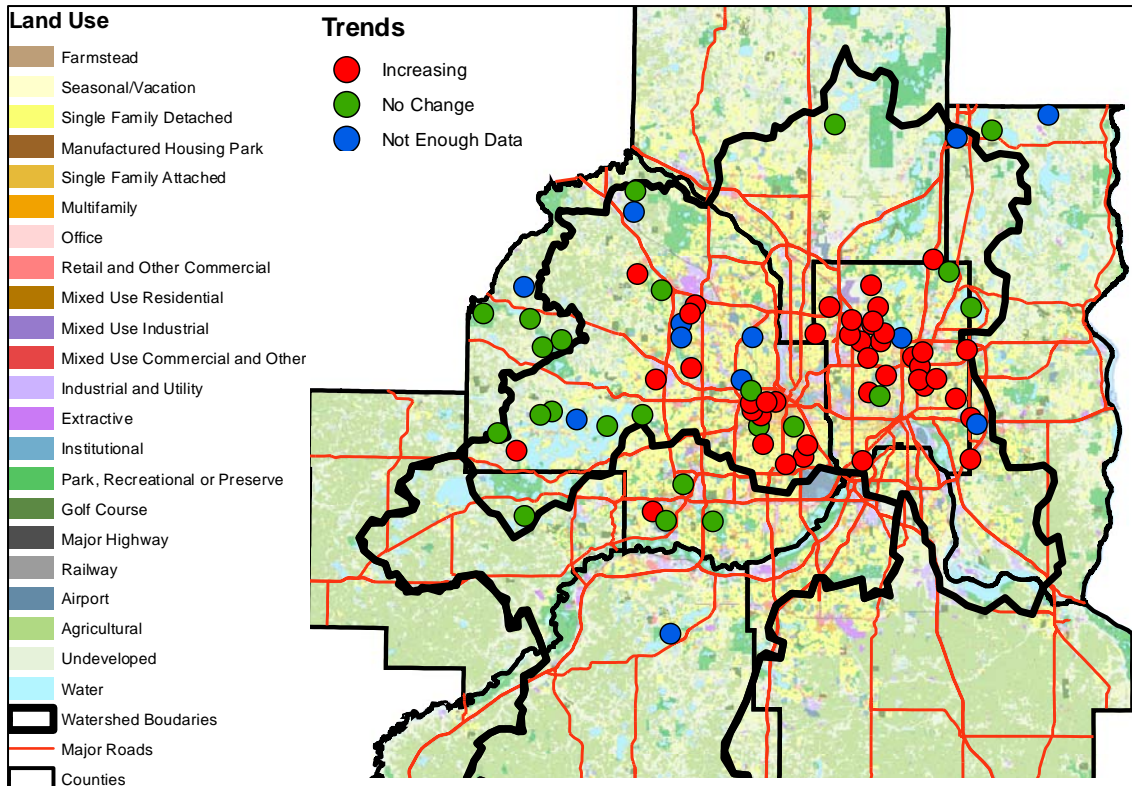 Land Use
Farmstead
Seasonal/Vacation
Single Family Detached
Manufactured Housing Park
Single Family Attached
Multifamily
Office
Retail and Other Commercial
Mixed Use Residential
Mixed Use Industrial
Mixed Use Commercial and Other
Industrial and Utility
Extractive
Institutional
Park, Recreational or Preserve
Golf Course
Major Highway
Railway
Airport
Agricultural
Undeveloped
Water
Watershed Boudaries
Major Roads
Counties
Trends
Increasing
No Change
Not Enough Data